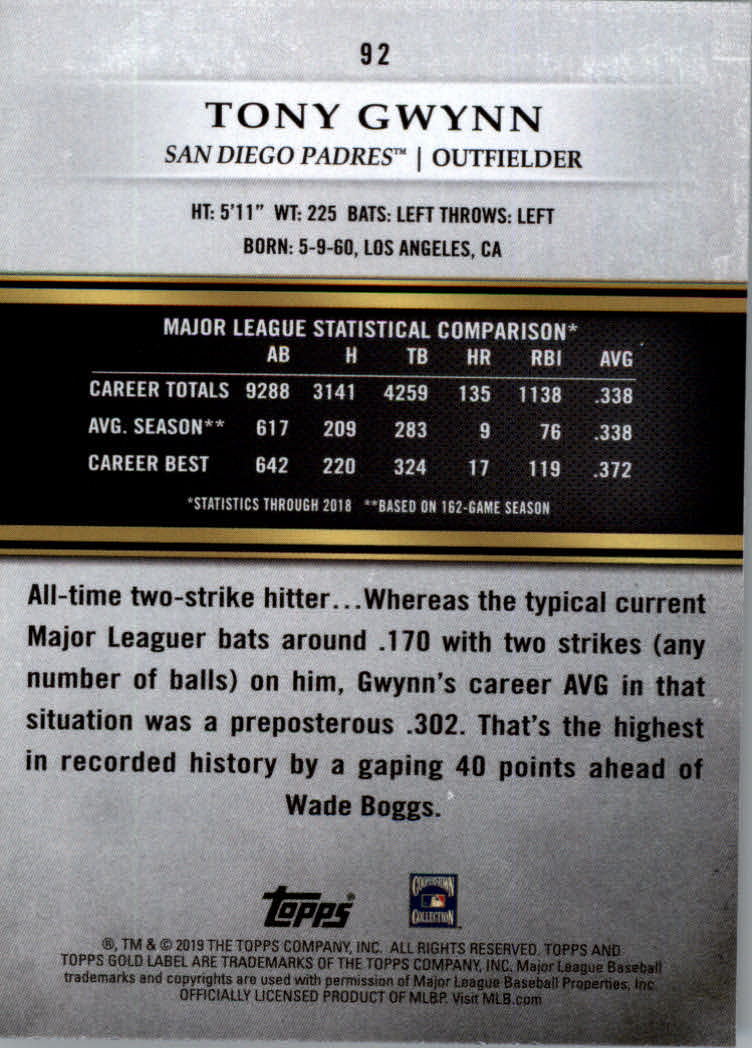 92
TONY GWYNN
SAN DIEGO PADRES™ | OUTFIELDER
HT: 5'11" WT: 225 BATS: LEFT THROWS: LEFT
BORN: 5-9-60, LOS ANGELES, CA
MAJOR LEAGUE STATISTICAL COMPARISON*
AB H TB HR RBI AVG
CAREER TOTALS 9288 3141 4259 135 1138 .338
AVG. SEASON** 617 209 283 9 76 .338
CAREER BEST 642 220 324 17 119 .372
*STATISTICS THROUGH 2018 **BASED ON 162-GAME SEASON
All-time two-strike hitter...Whereas the typical current
Major Leaguer bats around .170 with two strikes (any
number of balls) on him, Gwynn's career AVG in that
situation was a preposterous .302. That's the highest
in recorded history by a gaping 40 points ahead of
Wade Boggs.
Topps®
COOPERSTOWN
COLLECTION
®, TM & © 2019 THE TOPPS COMPANY, INC. ALL RIGHTS RESERVED. TOPPS AND
TOPPS GOLD LABEL ARE TRADEMARKS OF THE TOPPS COMPANY, INC. Major League Baseball
trademarks and copyrights are used with permission of Major League Baseball Properties, Inc.
OFFICIALLY LICENSED PRODUCT OF MLBP. Visit MLB.com